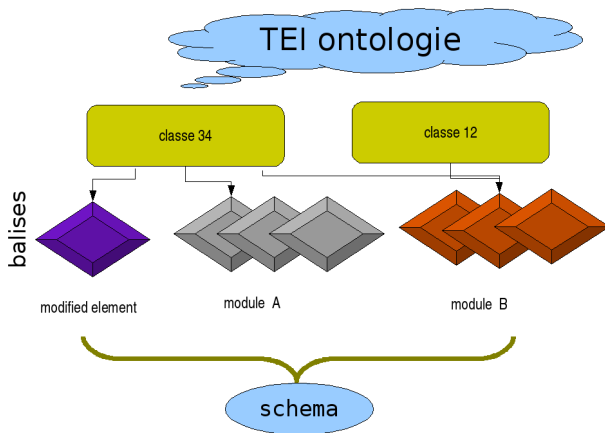 TEI ontologie
classe 34
classe 12
balises
modified element
module A
module B
schema